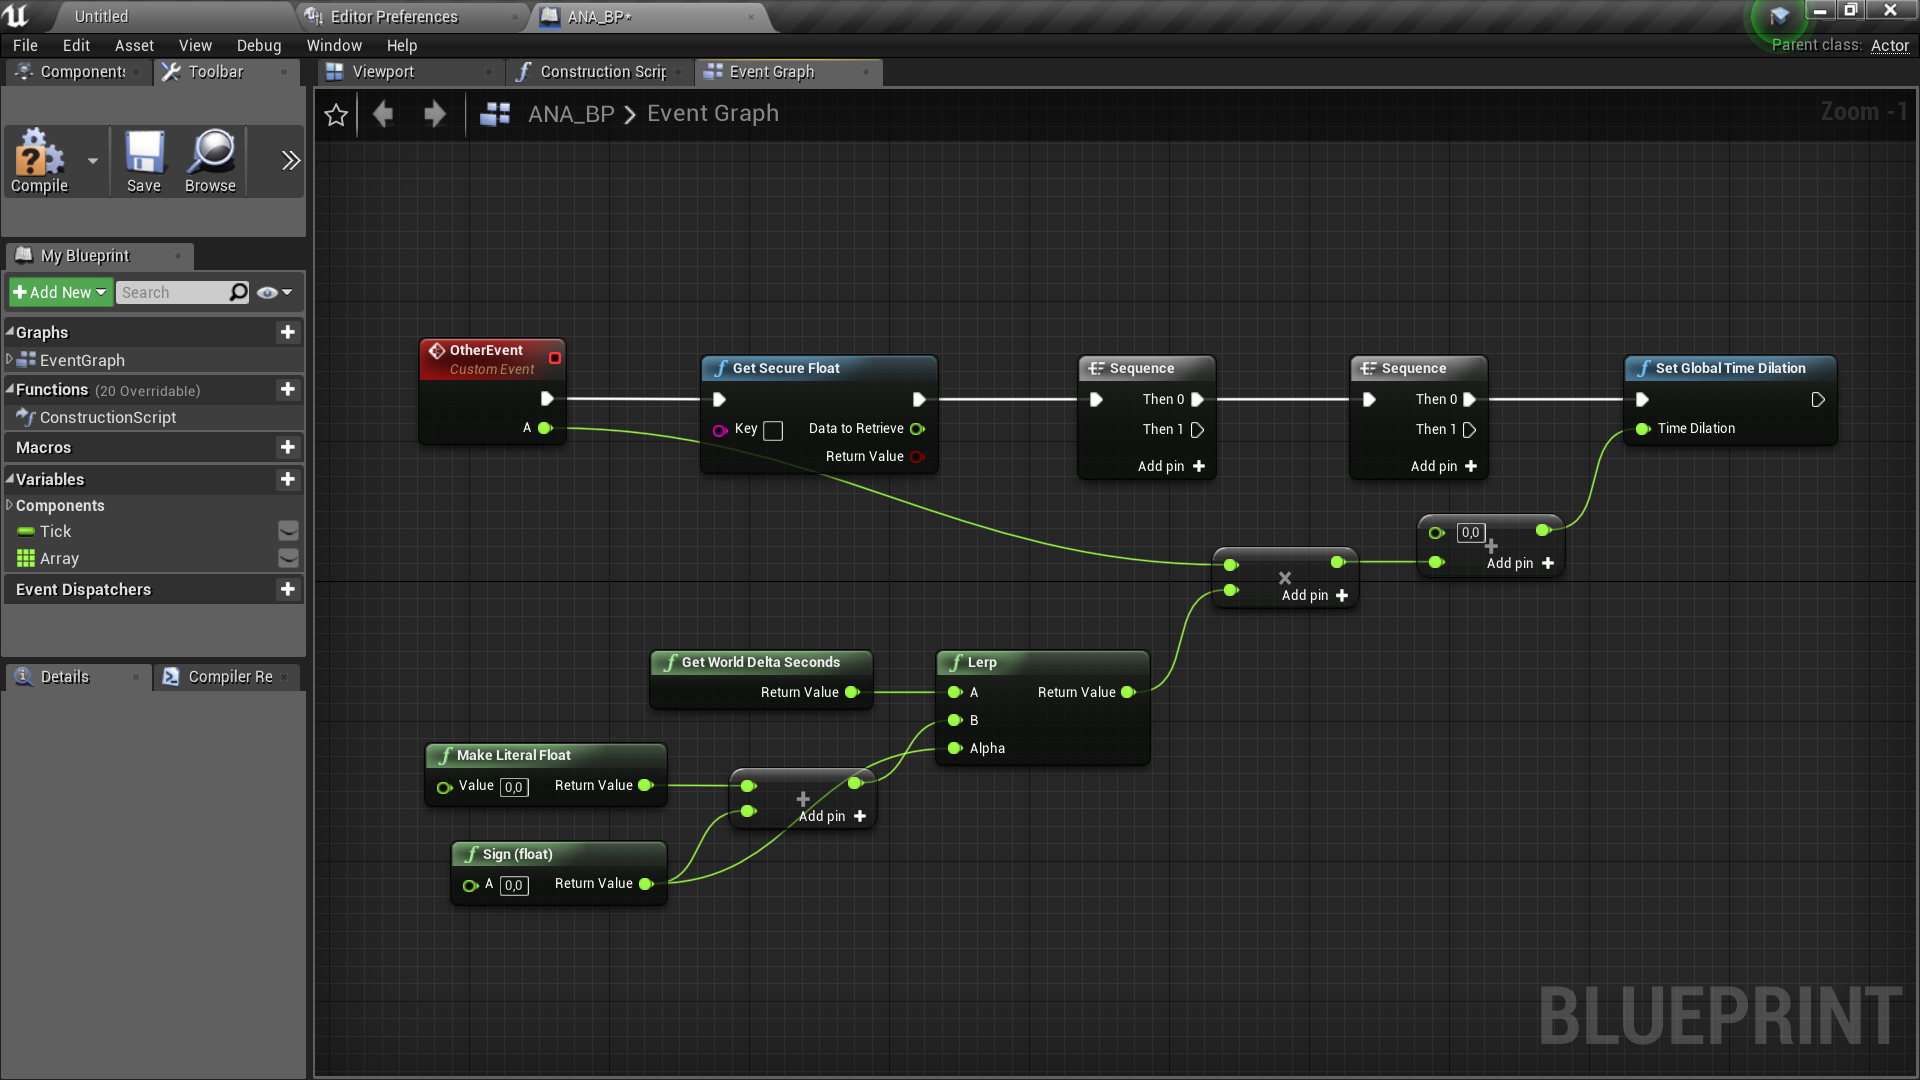 Untitled
Editor Preferences
ANA_BP*
File Edit Asset View Debug Window Help
Parent class: Actor
Component: Toolbar
Viewport
Construction Scrip
Event Graph
ANA_BP > Event Graph
Zoom -1
Compile
Save
Browse
My Blueprint
Add New
Search
Graphs
EventGraph
Functions (20 Overridable)
ConstructionScript
Macros
Variables
Components
Tick
Array
Event Dispatchers
Details
Compiler Re
OtherEvent
Custom Event
A
Get Secure Float
Key
Data to Retrieve
Return Value
Sequence
Then 0
Then 1
Add pin
Sequence
Then 0
Then 1
Add pin
Set Global Time Dilation
Time Dilation
0,0
Add pin
Add pin
Get World Delta Seconds
Return Value
Lerp
A
Return Value
B
Alpha
Make Literal Float
Value 0,0
Return Value
Add pin
Sign (float)
A 0,0
Return Value
BLUEPRINT